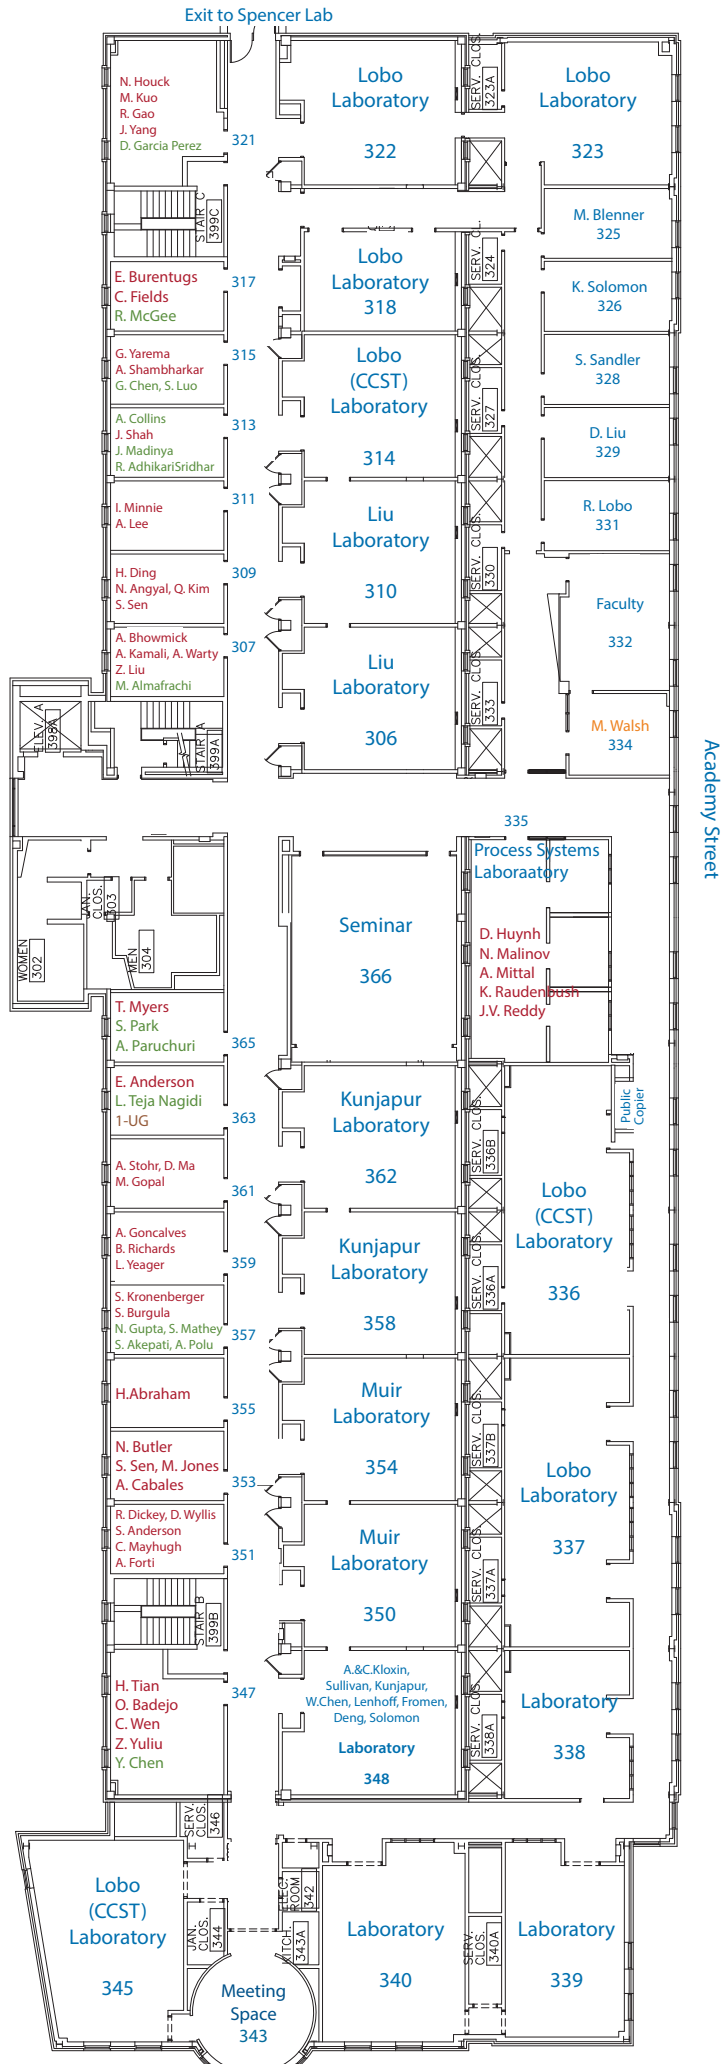 Exit to Spencer Lab
N. Houck
M. Kuo
R. Gao
J. Yang
D. Garcia Perez
321
Lobo
Laboratory
322
SERV. CLOS.
323A
Lobo
Laboratory
323
STAIR C
399C
M. Blenner
325
E. Burentugs
C. Fields
R. McGee
317
Lobo
Laboratory
318
SERV. CL.
324
K. Solomon
326
G. Yarema
A. Shambharkar
G. Chen, S. Luo
315
Lobo
(CCST)
Laboratory
314
SERV. CLOS.
327
S. Sandler
328
A. Collins
J. Shah
J. Madinya
R. AdhikariSridhar
313
D. Liu
329
I. Minnie
A. Lee
311
Liu
Laboratory
310
SERV. CLOS.
330
R. Lobo
331
H. Ding
N. Angyal, Q. Kim
S. Sen
309
Faculty
332
A. Bhowmick
A. Kamali, A. Warty
Z. Liu
M. Almafrachi
307
Liu
Laboratory
306
SERV. CLOS.
333
M. Walsh
334
ELEV. A
398A
STAIR A
399A
Academy Street
335
Process Systems
Laboraatory
D. Huynh
N. Malinov
A. Mittal
K. Raudenbush
J.V. Reddy
Seminar
366
JAN.
CLOS.
303
WOMEN
302
MEN
304
T. Myers
S. Park
A. Paruchuri
365
E. Anderson
L. Teja Nagidi
1-UG
363
Kunjapur
Laboratory
362
SERV. CLOS.
336B
Public
Copier
A. Stohr, D. Ma
M. Gopal
361
Lobo
(CCST)
Laboratory
336
A. Goncalves
B. Richards
L. Yeager
359
Kunjapur
Laboratory
358
SERV. CLOS.
336A
S. Kronenberger
S. Burgula
N. Gupta, S. Mathey
S. Akepati, A. Polu
357
H.Abraham
355
Muir
Laboratory
354
SERV. CLOS.
337B
N. Butler
S. Sen, M. Jones
A. Cabales
353
Lobo
Laboratory
337
R. Dickey, D. Wyllis
S. Anderson
C. Mayhugh
A. Forti
351
Muir
Laboratory
350
SERV. CLOS.
337A
STAIR B
399B
H. Tian
O. Badejo
C. Wen
Z. Yuliu
Y. Chen
347
A.&C.Kloxin,
Sullivan, Kunjapur,
W.Chen, Lenhoff, Fromen,
Deng, Solomon
Laboratory
348
SERV. CLOS.
338A
Laboratory
338
SERV.
CLOS.
346
Lobo
(CCST)
Laboratory
345
JAN.
CLOS.
344
ELEC.
ROOM
342
KITCH.
343A
Meeting
Space
343
Laboratory
340
SERV.
CLOS.
340A
Laboratory
339